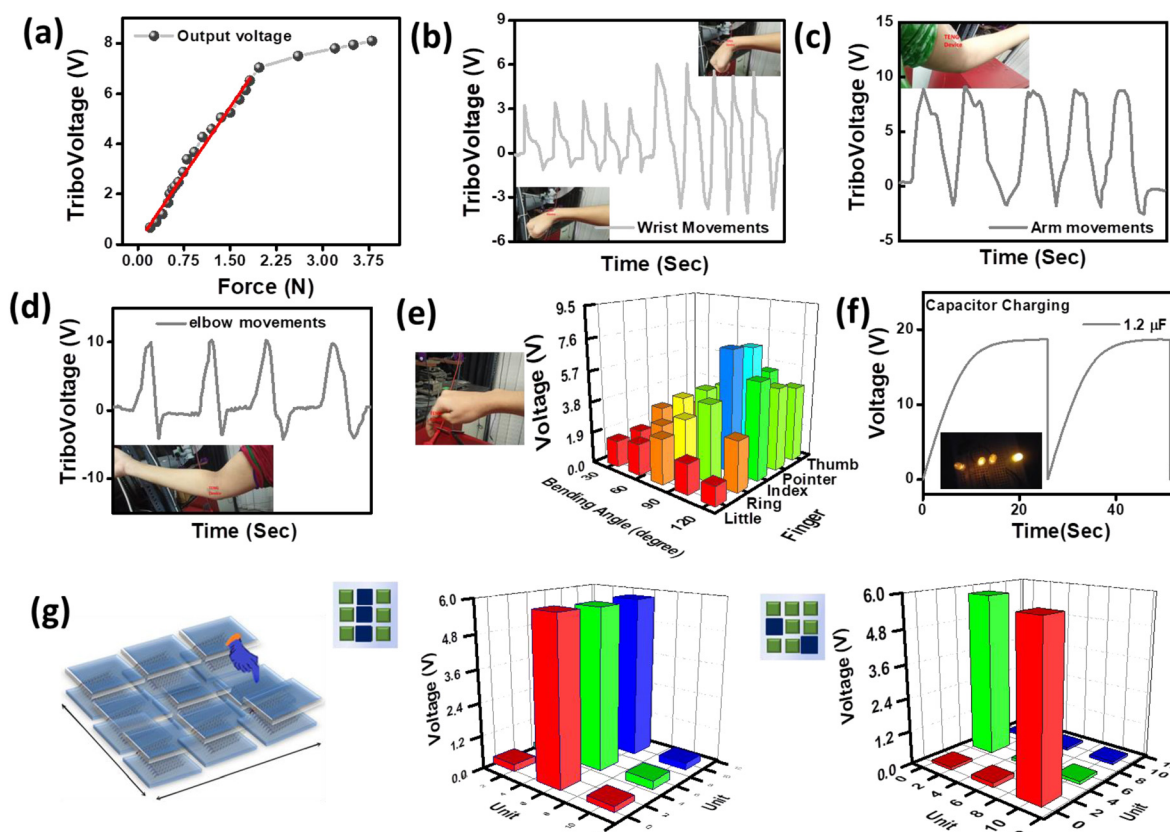 (a)
Output voltage
TriboVoltage (V)
8
6
4
2
0
0.00 0.75 1.50 2.25 3.00 3.75
Force (N)
(b)
TriboVoltage (V)
9
6
3
0
-3
-6
Wrist Movements
Time (Sec)
(c)
TriboVoltage (V)
15
10
5
0
-5
TENG
Device
Arm movements
Time (Sec)
(d)
TriboVoltage (V)
10
0
-10
elbow movements
Time (Sec)
(e)
Voltage (V)
9.5
7.6
5.7
3.8
1.9
0.0
30 60 90 120
Bending Angle (degree)
Thumb
Pointer
Index
Ring
Little
Finger
(f)
Capacitor Charging
1.2 μF
Voltage (V)
20
10
0
0 20 40
Time(Sec)
(g)
Voltage (V)
6.0
4.8
3.6
2.4
1.2
0.0
Unit
Unit
Voltage (V)
6.0
4.8
3.6
2.4
1.2
0.0
0 2 4 6 8 10
Unit
0 2 4 6 8 10
Unit